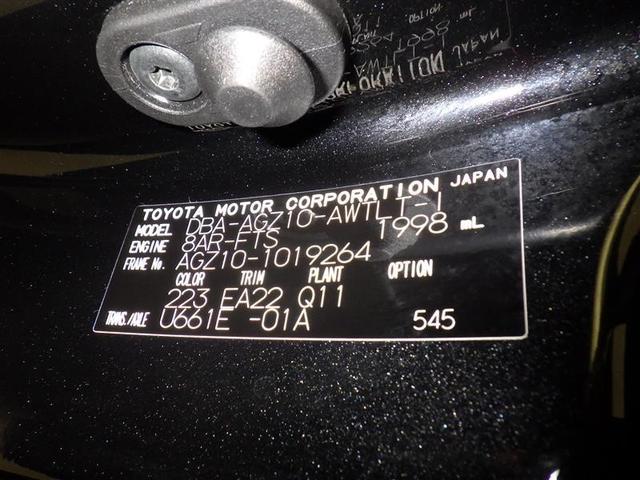 TOYOTA MOTOR CORPORATION JAPAN
MODEL DBA-AGZ10-AWTLT-I
ENGINE 8AR-FTS 1998 mL
FRAME No. AGZ10-1019264
COLOR TRIM PLANT OPTION
223 EA22 Q11
TRANS./AXLE U661E -01A 545